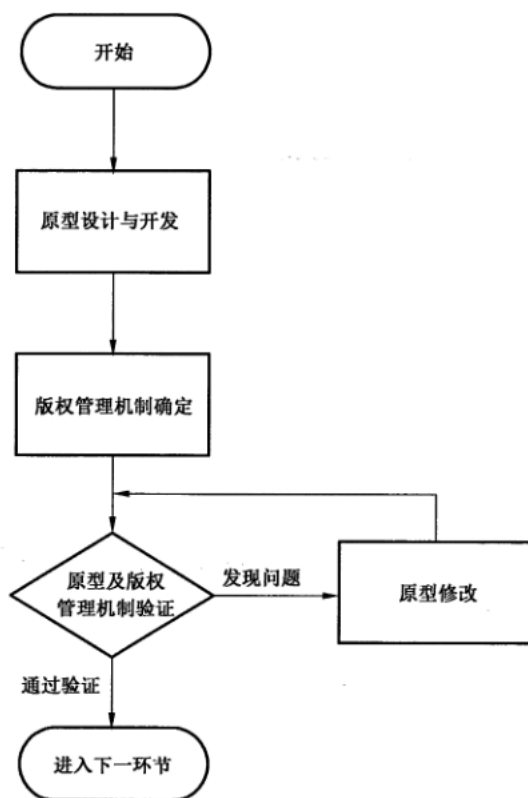 开始
原型设计与开发
版权管理机制确定
原型及版权
管理机制验证
发现问题
原型修改
通过验证
进入下一环节